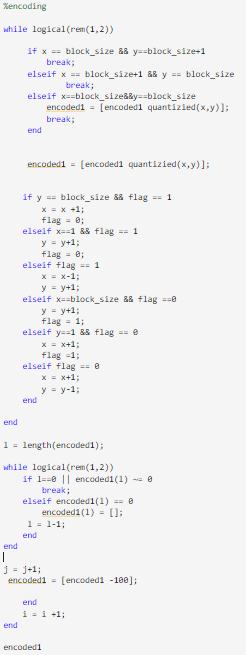 %encoding
while logical(rem(1,2))
if x == block_size && y==block_size+1
break;
elseif x == block_size+1 && y == block_size
break;
elseif x==block_size&&y==block_size
encoded1 = [encoded1 quantizied(x,y)];
break;
end
encoded1 = [encoded1 quantizied(x,y)];
if y == block_size && flag == 1
x = x +1;
flag = 0;
elseif x==1 && flag == 1
y = y+1;
flag = 0;
elseif flag == 1
x = x-1;
y = y+1;
elseif x==block_size && flag ==0
y = y+1;
flag = 1;
elseif y==1 && flag == 0
x = x+1;
flag =1;
elseif flag == 0
x = x+1;
y = y-1;
end
end
l = length(encoded1);
while logical(rem(1,2))
if l==0 || encoded1(l) ~= 0
break;
elseif encoded1(l) == 0
encoded1(l) = [];
l = l-1;
end
end
j = j+1;
encoded1 = [encoded1 -100];
end
i = i +1;
end
encoded1